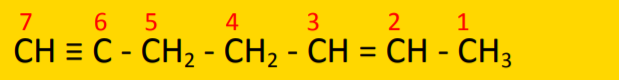 7 6 5 4 3 2 1
CH ≡ C - CH₂ - CH₂ - CH = CH - CH₃